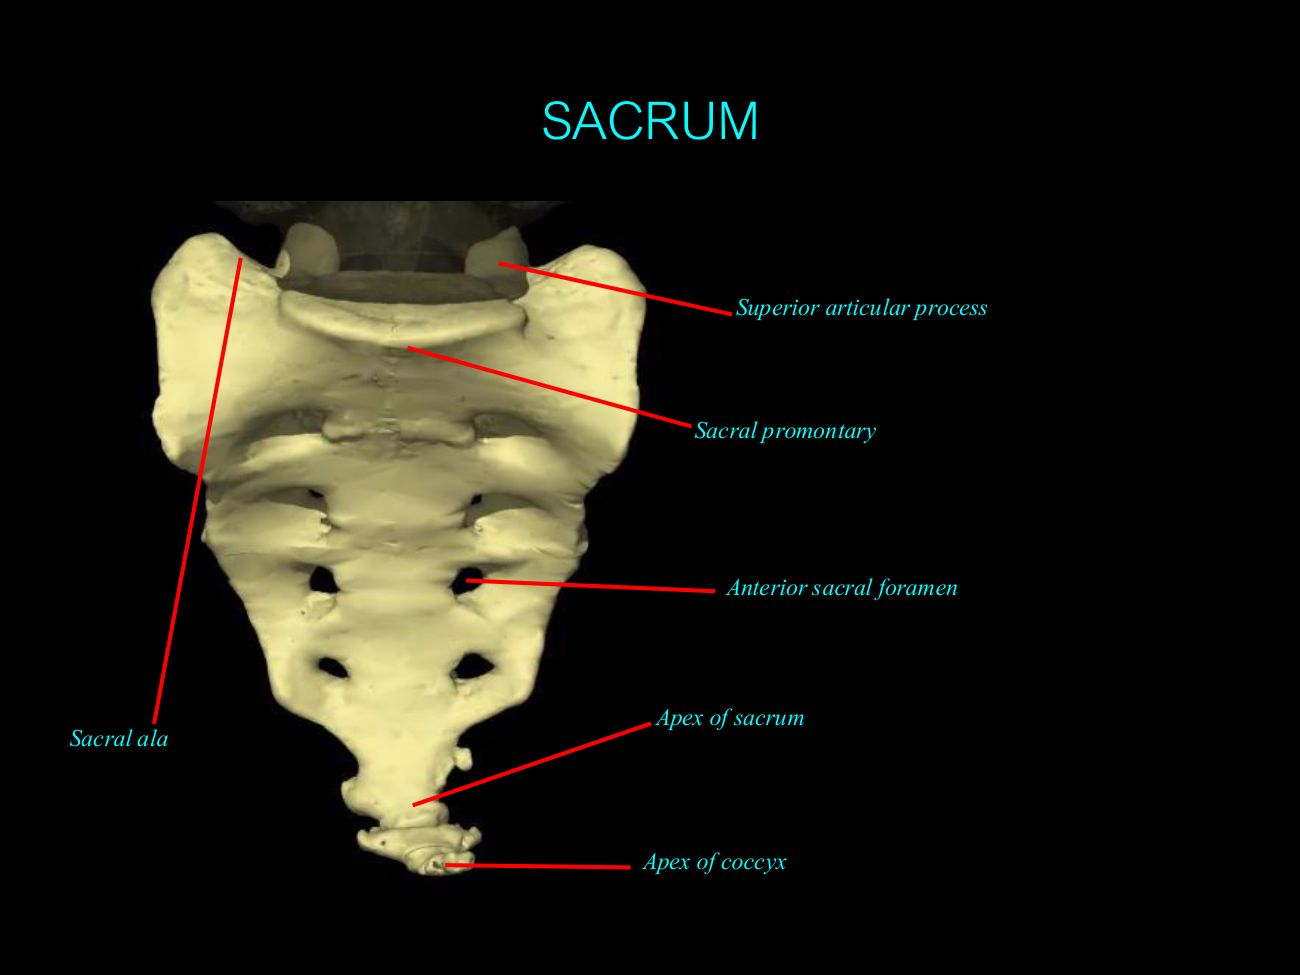 SACRUM
Superior articular process
Sacral promontary
Anterior sacral foramen
Apex of sacrum
Sacral ala
Apex of coccyx